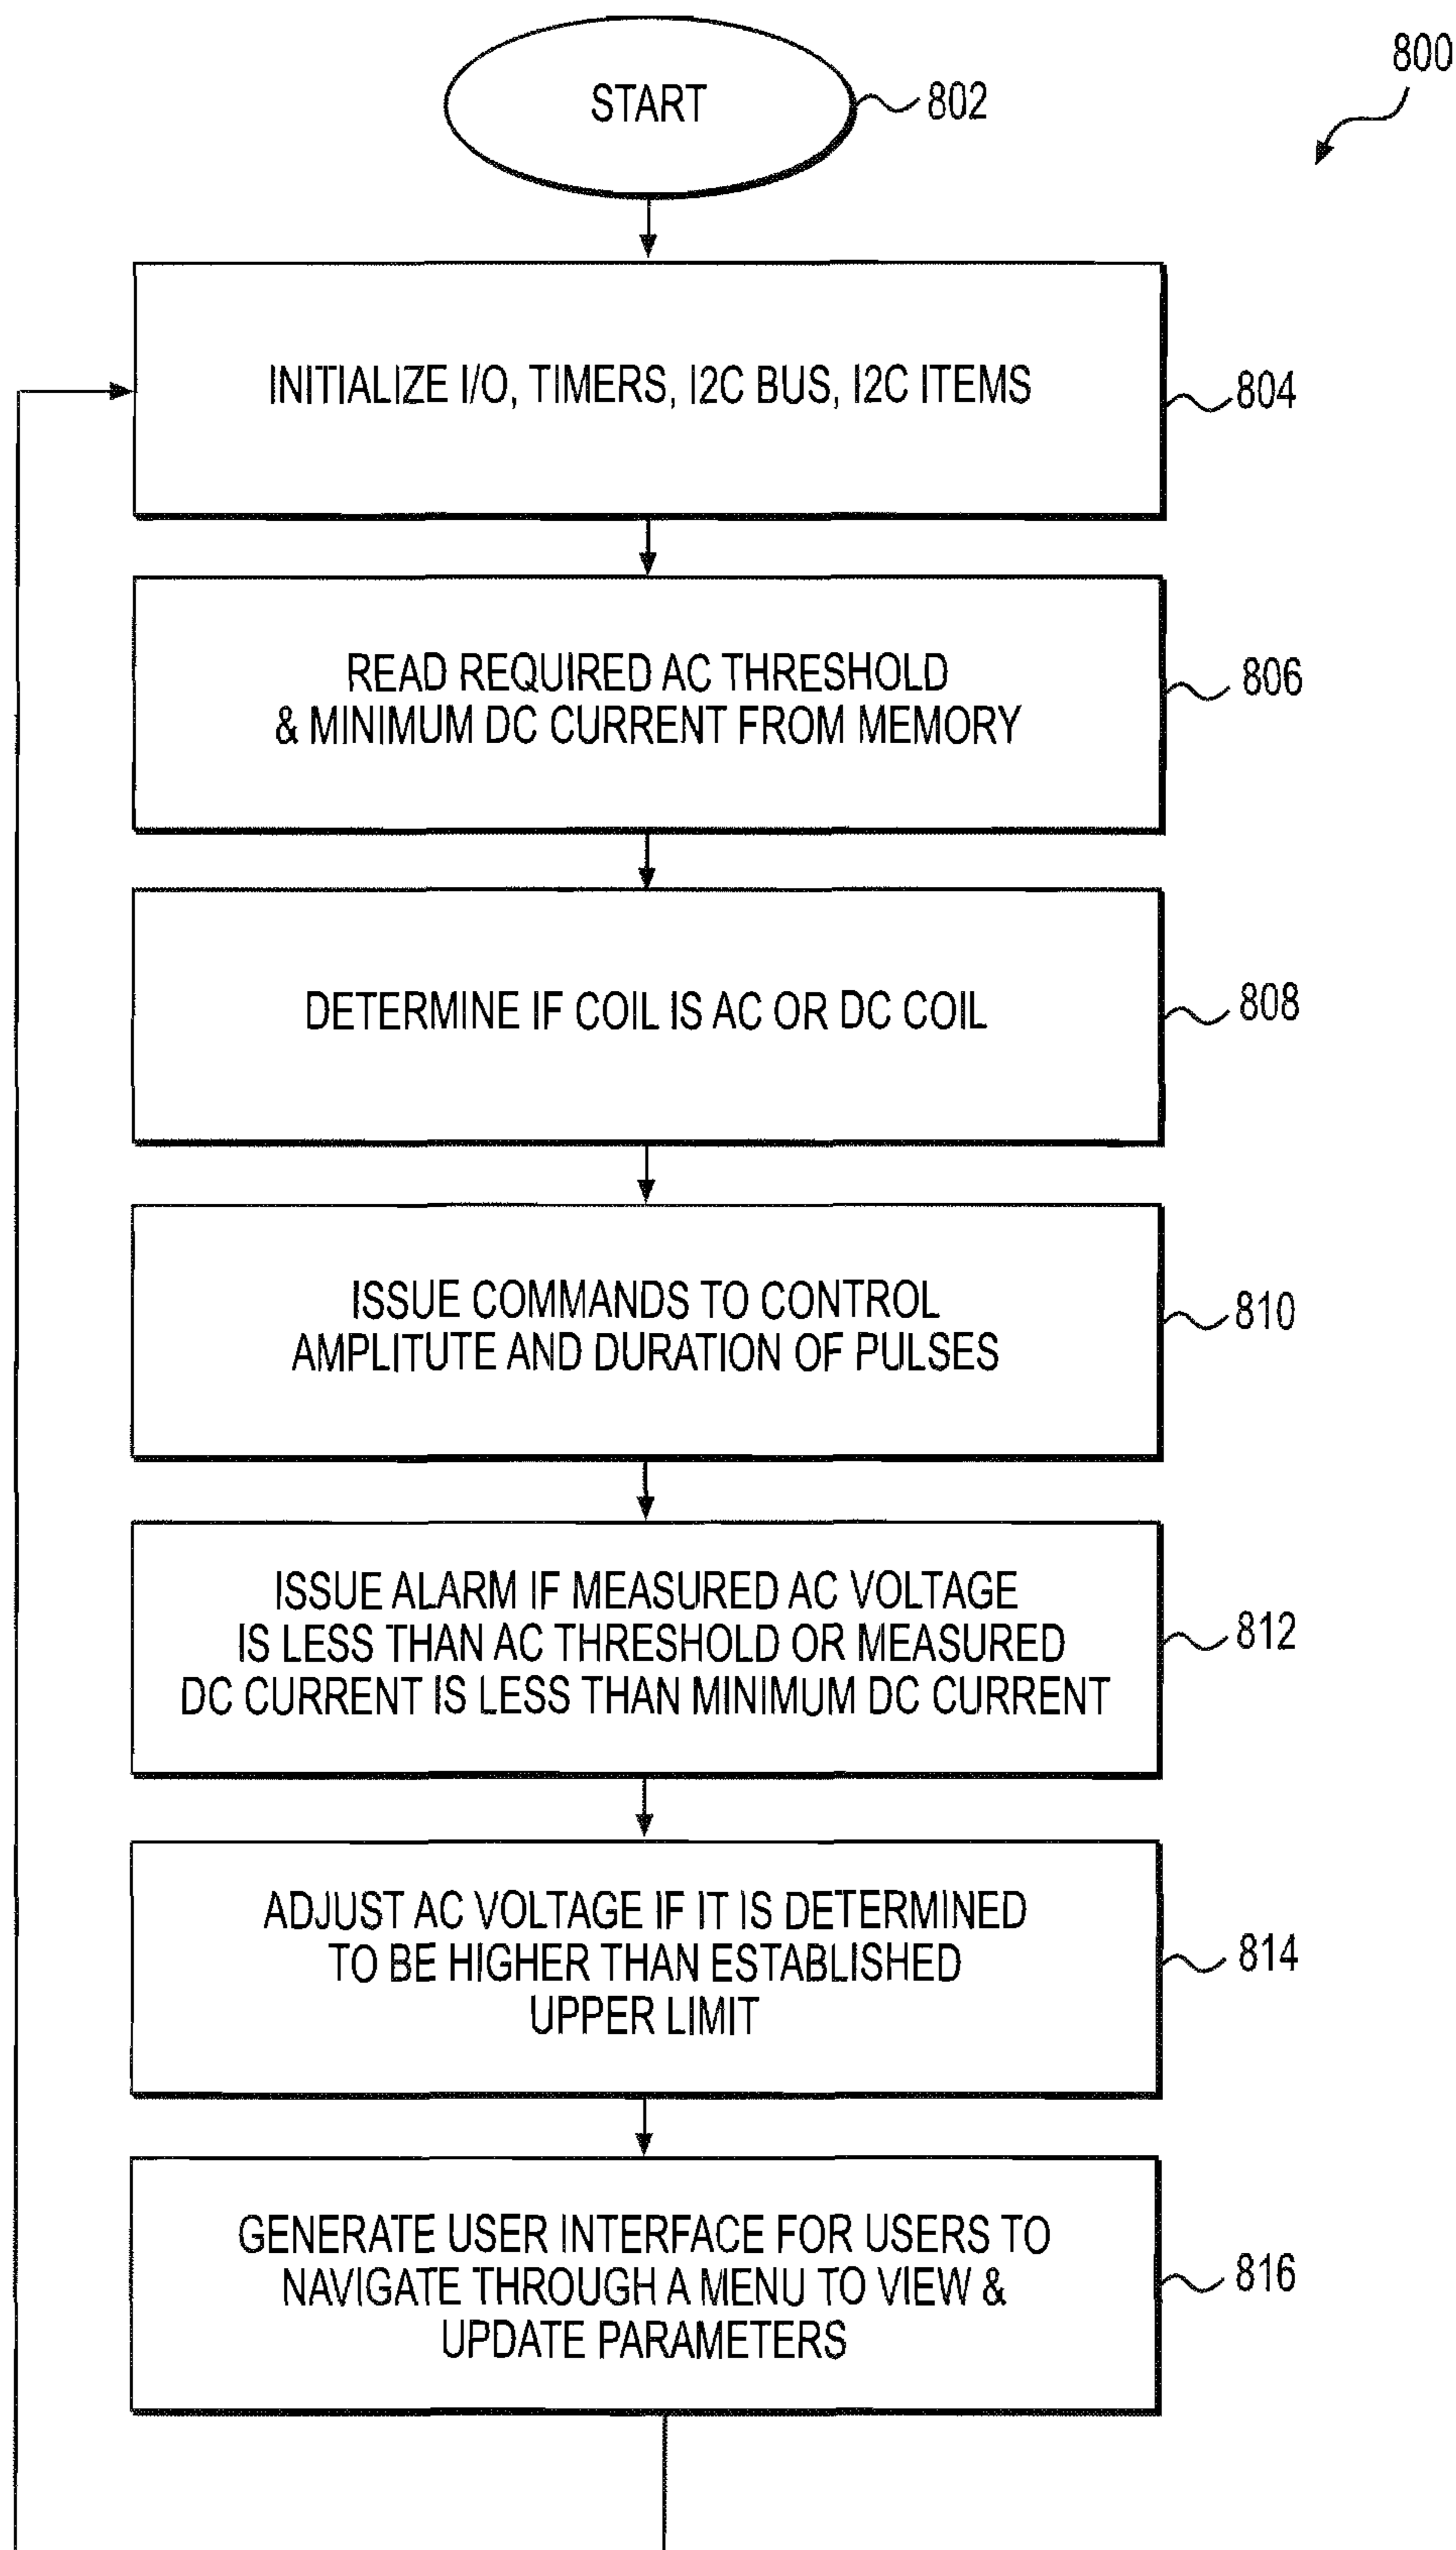 800
START
802
INITIALIZE I/O, TIMERS, I2C BUS, I2C ITEMS
804
READ REQUIRED AC THRESHOLD
& MINIMUM DC CURRENT FROM MEMORY
806
DETERMINE IF COIL IS AC OR DC COIL
808
ISSUE COMMANDS TO CONTROL
AMPLITUTE AND DURATION OF PULSES
810
ISSUE ALARM IF MEASURED AC VOLTAGE
IS LESS THAN AC THRESHOLD OR MEASURED
DC CURRENT IS LESS THAN MINIMUM DC CURRENT
812
ADJUST AC VOLTAGE IF IT IS DETERMINED
TO BE HIGHER THAN ESTABLISHED
UPPER LIMIT
814
GENERATE USER INTERFACE FOR USERS TO
NAVIGATE THROUGH A MENU TO VIEW &
UPDATE PARAMETERS
816